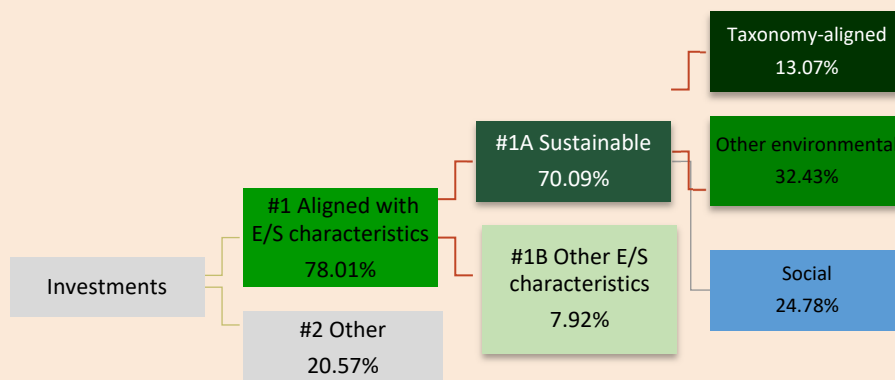 Taxonomy-aligned
13.07%
#1A Sustainable
70.09%
Other environmenta
32.43%
#1 Aligned with
E/S characteristics
78.01%
#1B Other E/S
characteristics
7.92%
Investments
Social
24.78%
#2 Other
20.57%